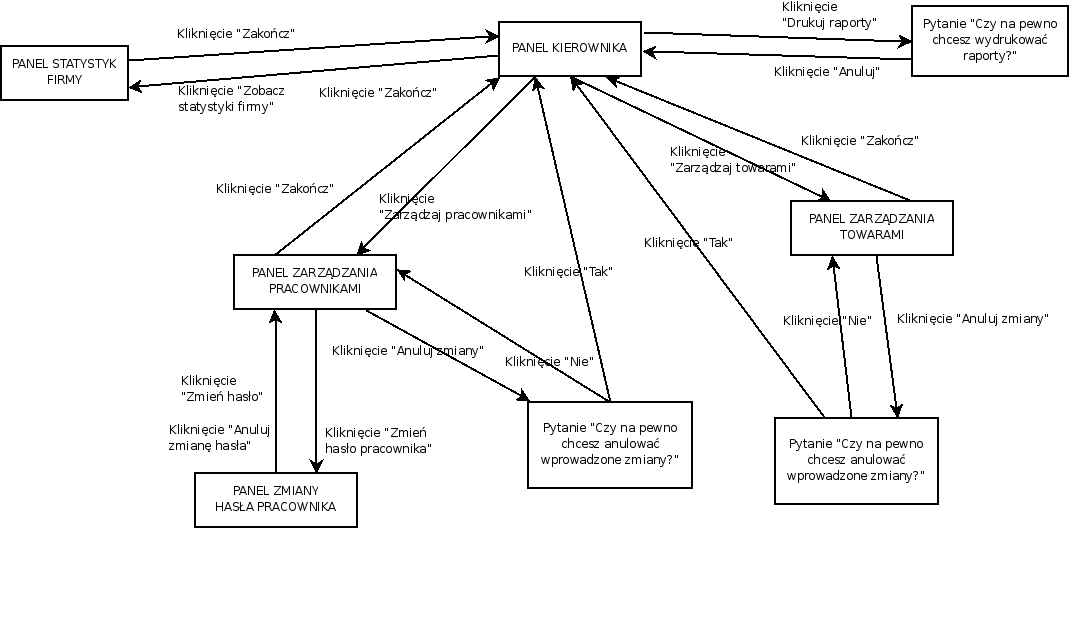 Kliknięcie
"Drukuj raporty"
Pytanie "Czy na pewno
chcesz wydrukować
raporty?"
Kliknięcie "Zakończ"
PANEL KIEROWNIKA
PANEL STATYSTYK
FIRMY
Kliknięcie "Anuluj"
Kliknięcie "Zobacz
statystyki firmy"
Kliknięcie "Zakończ"
Kliknięcie "Zakończ"
Kliknięcie
"Zarządzaj towarami"
Kliknięcie "Zakończ"
Kliknięcie
"Zarządzaj pracownikami"
PANEL ZARZĄDZANIA
TOWARAMI
Kliknięcie "Tak"
Kliknięcie "Tak"
PANEL ZARZĄDZANIA
PRACOWNIKAMI
Kliknięcie "Nie"
Kliknięcie "Anuluj zmiany"
Kliknięcie "Anuluj zmiany"
Kliknięcie "Nie"
Kliknięcie
"Zmień hasło"
Kliknięcie "Anuluj
zmianę hasła"
Kliknięcie "Zmień
hasło pracownika"
Pytanie "Czy na pewno
chcesz anulować
wprowadzone zmiany?"
Pytanie "Czy na pewno
chcesz anulować
wprowadzone zmiany?"
PANEL ZMIANY
HASŁA PRACOWNIKA